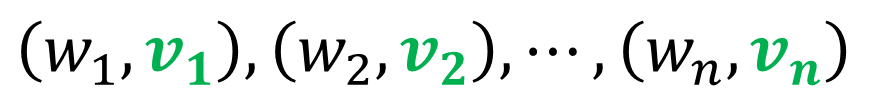 (w₁, v₁), (w₂, v₂), ⋯, (wₙ, vₙ)